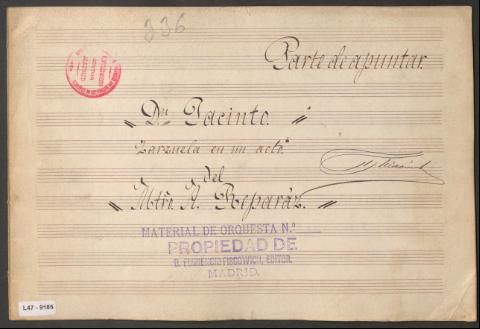 336
Parte de apuntar.
"Dn Jacinto."
Zarzuela en un acto.
Del
"Mtro. A. Reparáz."
MATERIAL DE ORQUESTA N.º
PROPIEDAD DE
D. FLORENCIO FISCOWICH, EDITOR.
MADRID.
L47 - 9185